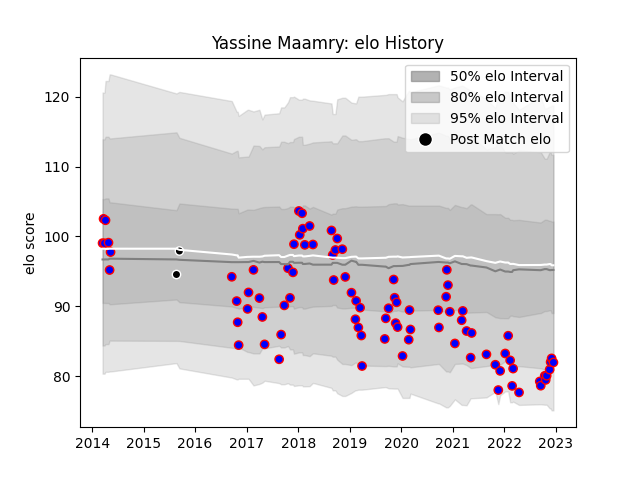 Yassine Maamry: elo History
50% elo Interval
80% elo Interval
95% elo Interval
Post Match elo
elo score
120
110
100
90
80
2014 2015 2016 2017 2018 2019 2020 2021 2022 2023